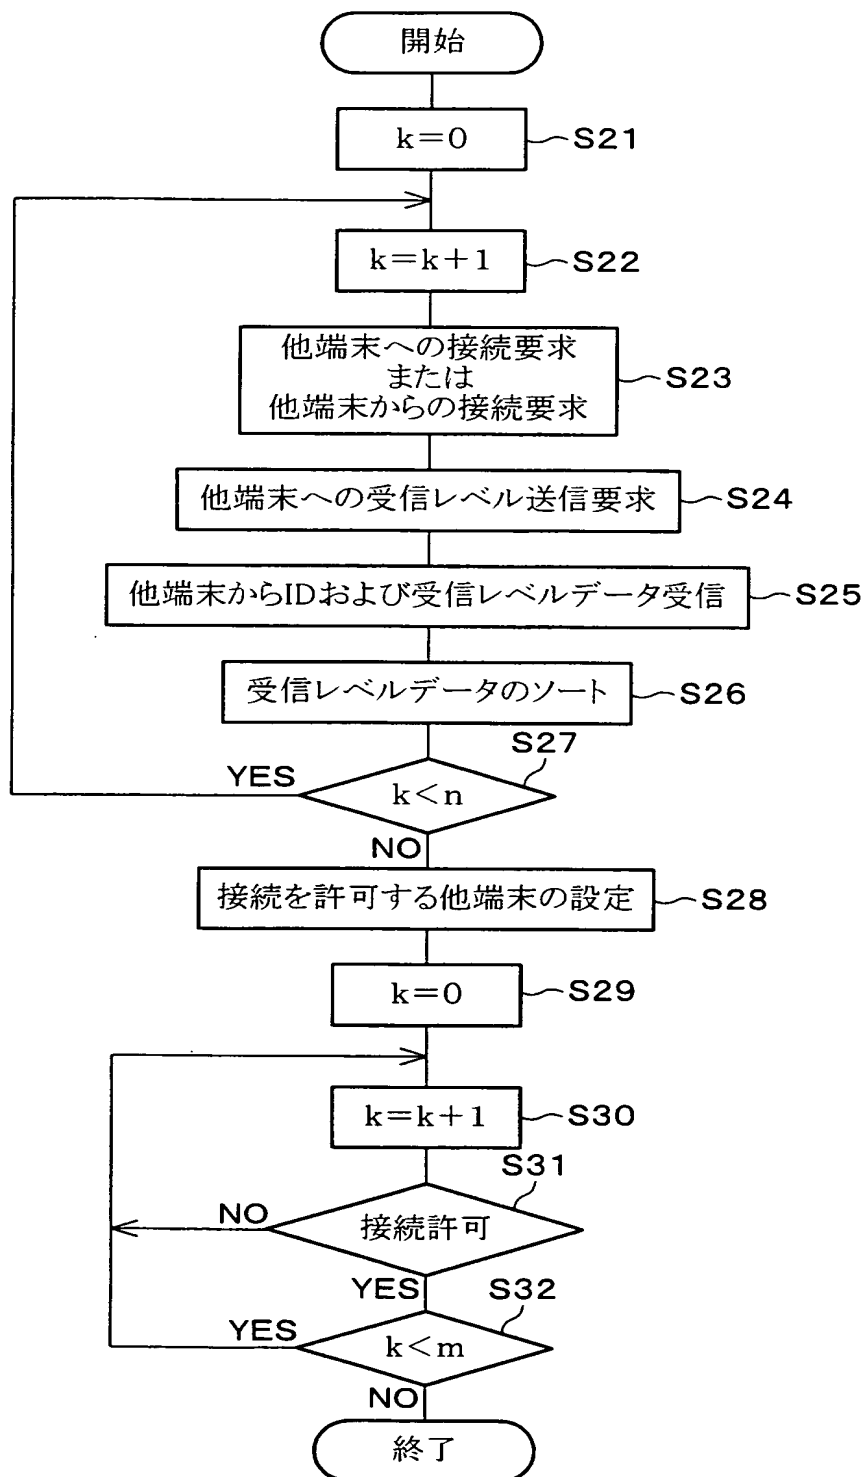 開始
k=0
S21
k=k+1
S22
他端末への接続要求
または
他端末からの接続要求
S23
他端末への受信レベル送信要求
S24
他端末からIDおよび受信レベルデータ受信
S25
受信レベルデータのソート
S26
S27
YES
k<n
NO
接続を許可する他端末の設定
S28
k=0
S29
k=k+1
S30
S31
NO
接続許可
YES
S32
YES
k<m
NO
終了